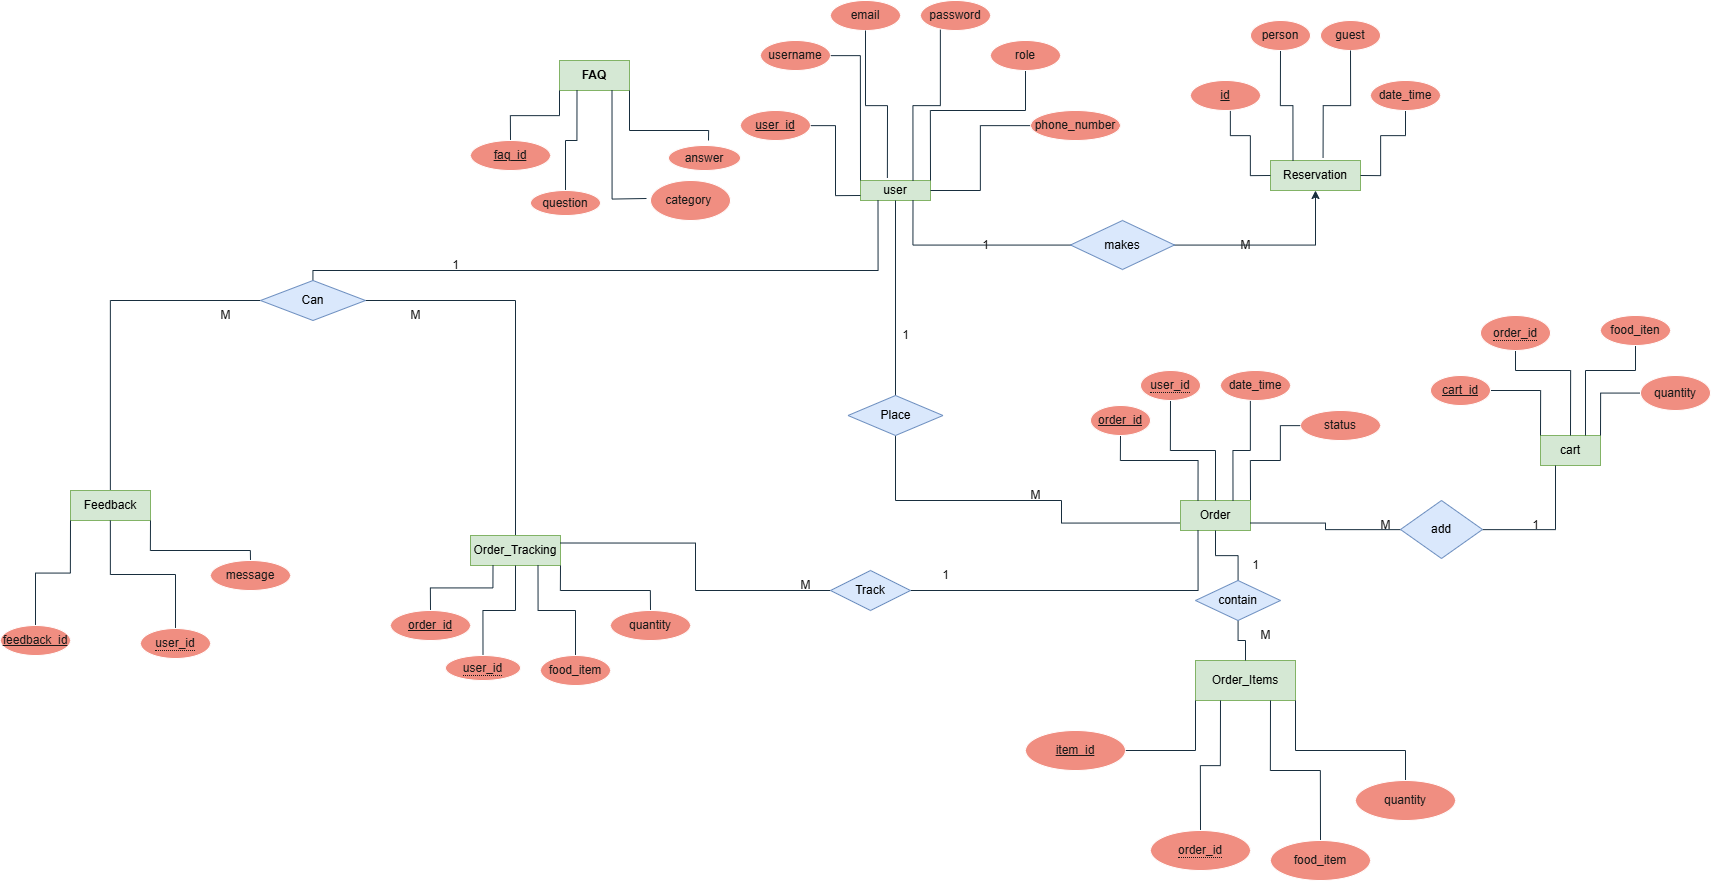 email
password
username
role
user_id
phone_number
user
FAQ
faq_id
question
category
answer
person
guest
id
date_time
Reservation
1
makes
M
1
Can
M
M
1
Place
M
Feedback
feedback_id
user_id
message
Order_Tracking
order_id
user_id
food_item
quantity
M
Track
1
order_id
user_id
date_time
status
Order
M
add
1
cart
cart_id
order_id
food_iten
quantity
1
contain
M
Order_Items
item_id
order_id
food_item
quantity